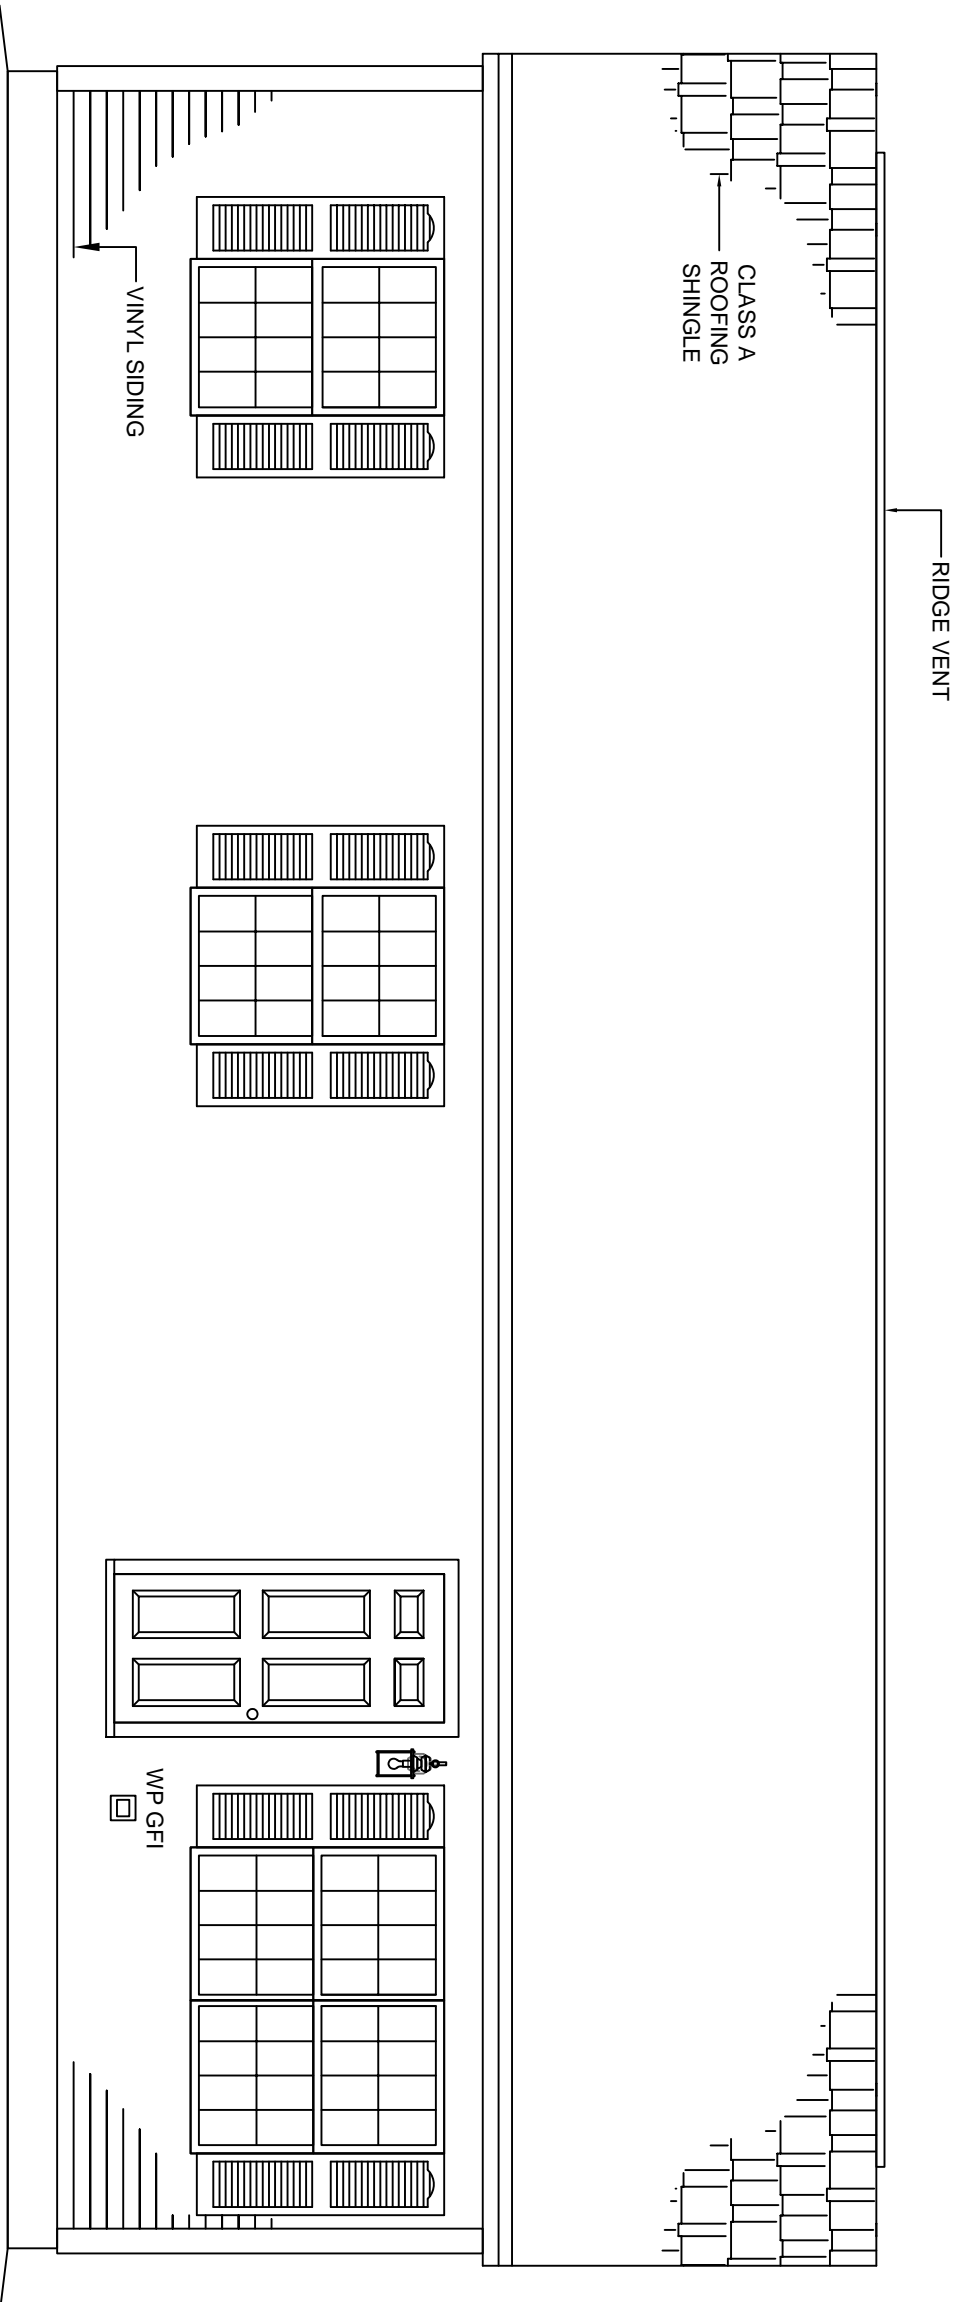 RIDGE VENT
CLASS A
ROOFING
SHINGLE
VINYL SIDING
WP GFI